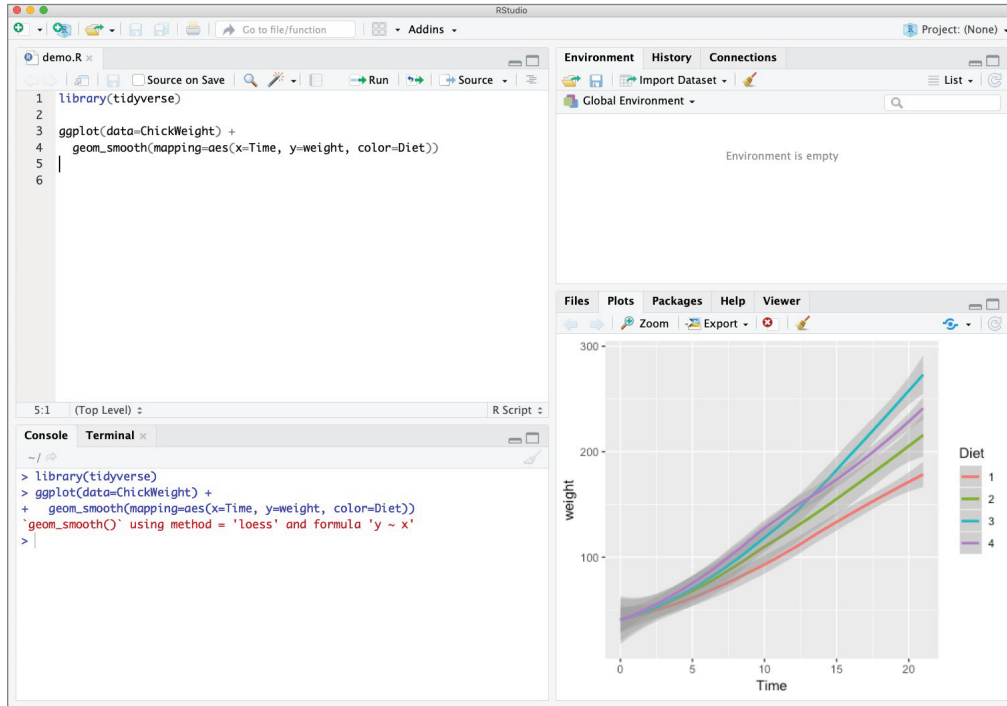 RStudio
Go to file/function
Addins
Project: (None)
demo.R
Source on Save
Run
Source
1 library(tidyverse)
2
3 ggplot(data=ChickWeight) +
4   geom_smooth(mapping=aes(x=Time, y=weight, color=Diet))
5
6
5:1 (Top Level)
R Script
Console Terminal
~/
> library(tidyverse)
> ggplot(data=ChickWeight) +
+   geom_smooth(mapping=aes(x=Time, y=weight, color=Diet))
`geom_smooth()` using method = 'loess' and formula 'y ~ x'
>
Environment History Connections
Import Dataset
List
Global Environment
Environment is empty
Files Plots Packages Help Viewer
Zoom Export
300
200
100
weight
0 5 10 15 20
Time
Diet
1
2
3
4